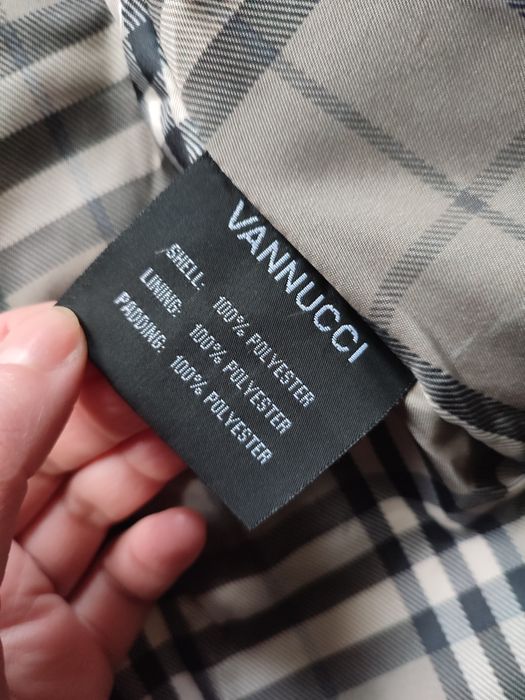 VANNUCCI
SHELL: 100% POLYESTER
LINING: 100% POLYESTER
PADDING: 100% POLYESTER